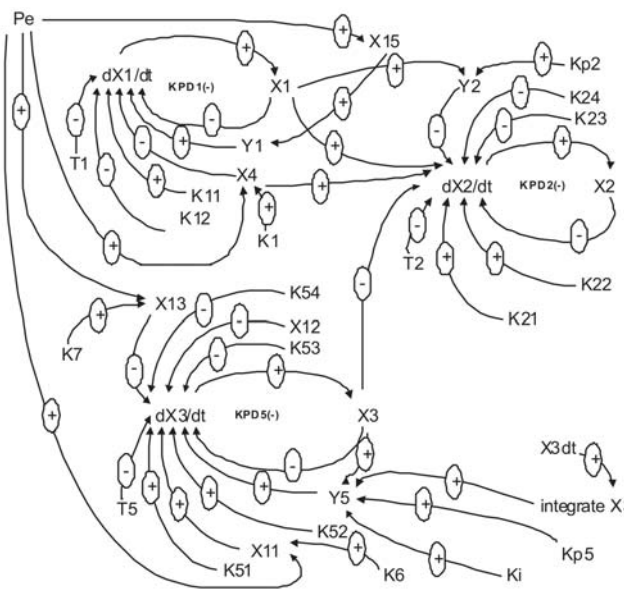 Pe
+
X15
+
dX1/dt
KPD1(-)
X1
+
Y2
+
Kp2
-
K24
-
K23
+
-
-
+
+
-
T1
-
Y1
X4
+
+
-
K11
K12
K1
+
+
dX2/dt
KPD2(-)
X2
+
-
-
T2
+
+
K22
K21
+
X13
-
K54
-
X12
-
K53
-
+
K7
-
+
dX3/dt
KPD5(-)
X3
+
-
+
-
T5
+
+
+
Y5
+
X3dt
+
integrate X3
K52
X11
K51
+
K6
+
Kp5
+
Ki